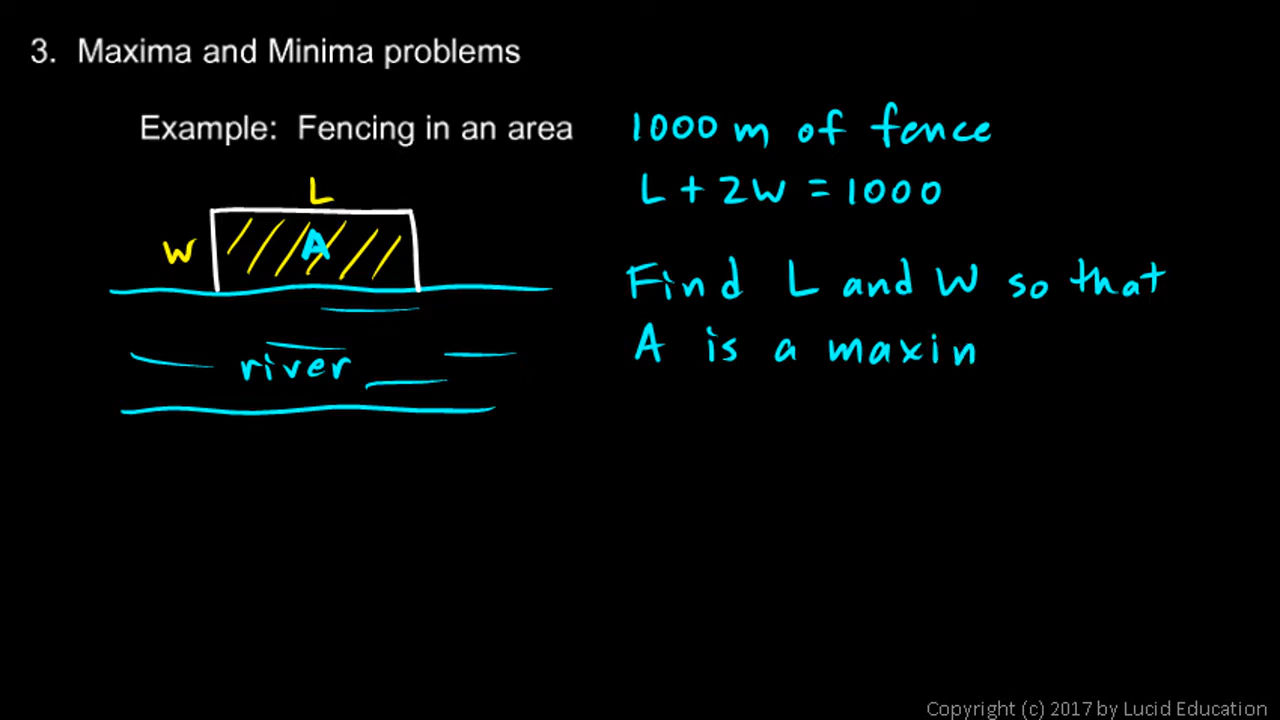 3. Maxima and Minima problems
Example: Fencing in an area
1000 m of fence
L + 2W = 1000
L
W
A
river
Find L and W so that
A is a maxin
Copyright (c) 2017 by Lucid Education